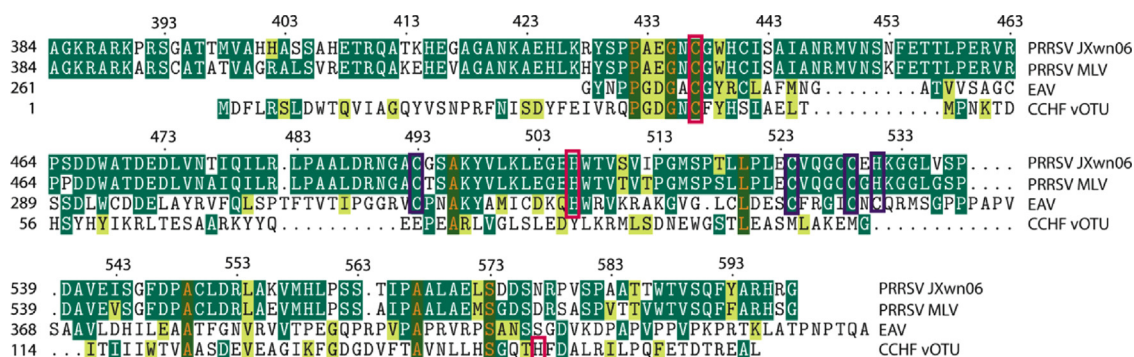 393 403 413 423 433 443 453 463
384 AGKRARKPRSGATTMVAHHASSAHETRQATKHEGAGANKAEHLKRYSPPAEGNCGWHCISAIANRMVNSNFETTLPERVR PRRSV JXwn06
384 AGKRARKARSCATATVAGRALSVRETRQAKEHEVAGANKAEHLKHYSPPAEGNCGWHCISAIANRMVNSKFETTLPERVR PRRSV MLV
261 GYNPPGDGACGYRCLAFMNG.........ATVVSAGC EAV
1 MDFLRSLDWTQVIAGQYVSNPRFNISDYFEIVRQPGDGNCFYHSIAELT.......MPNKTD CCHF vOTU
473 483 493 503 513 523 533
464 PSDDWATDEDLVNTIQILR.LPAALDRNGACGSAKYVLKLEGEHWTVSVIPGMSPTLLPLECVQGCCEHKGGLVSP.... PRRSV JXwn06
464 PPDDWATDEDLVNAIQILR.LPAALDRNGACTSAKYVLKLEGEHWTVTVTPGMSPSLLPLECVQGCCGHKGGLGSP.... PRRSV MLV
289 SSDLWCDDELAYRVFQLSPTFTVTIPGGRVCPNAKYAMICDKQHWRVKRAKGVG.LCLDESCFRGICNCQRMSGPPPAPV EAV
56 HSYHYIKRLTESAARKYYQ.........EEPEARLVGLSLEDYLKRMLSDNEWGSTLEASMLAKEMG............. CCHF vOTU
543 553 563 573 583 593
539 .DAVEISGFDPACLDRLAKVMHLPSS.TIPAALAELSDDSNRPVSPAATTWTVSQFYARHRG PRRSV JXwn06
539 .DAVEVSGFDPACLDRLAEVMHLPSS.AIPAALAEMSGDSDRSASPVTTVWTVSQFFARHSG PRRSV MLV
368 SAAVLDHILEAATFGNVRVVTPEGQPRPVPAPRVRPSANSSGDVKDPAPVPPVPKPRTKLATPNPTQA EAV
114 ..ITIIIWTVAASDEVEAGIKFGDGDVFTAVNLLHSGQTHFDALRILPQFETDTREAL CCHF vOTU